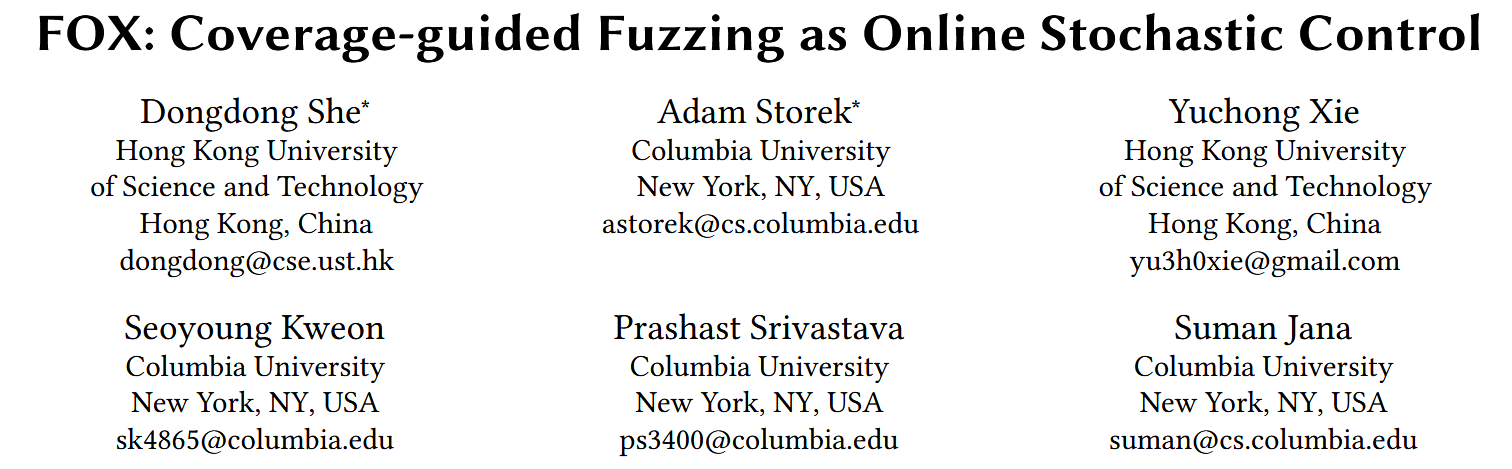 FOX: Coverage-guided Fuzzing as Online Stochastic Control
Dongdong She*
Hong Kong University
of Science and Technology
Hong Kong, China
dongdong@cse.ust.hk
Adam Storek*
Columbia University
New York, NY, USA
astorek@cs.columbia.edu
Yuchong Xie
Hong Kong University
of Science and Technology
Hong Kong, China
yu3h0xie@gmail.com
Seoyoung Kweon
Columbia University
New York, NY, USA
sk4865@columbia.edu
Prashast Srivastava
Columbia University
New York, NY, USA
ps3400@columbia.edu
Suman Jana
Columbia University
New York, NY, USA
suman@cs.columbia.edu